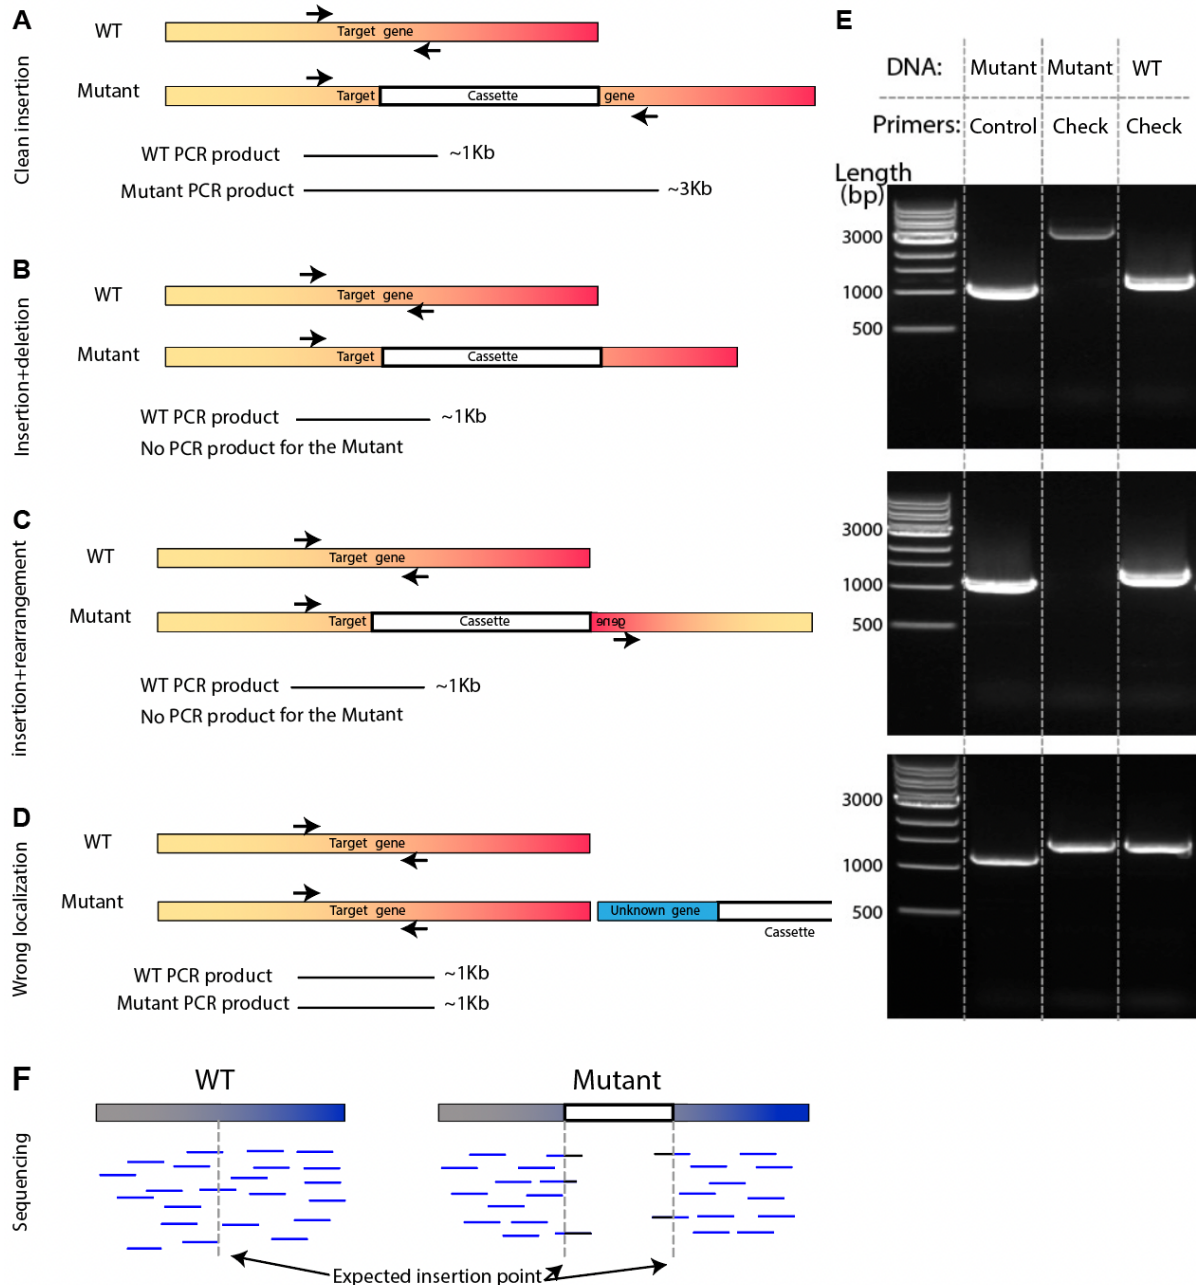 A
Clean insertion
WT
Target gene
Mutant
Target
Cassette
gene
WT PCR product
~1Kb
Mutant PCR product
~3Kb
B
Insertion+deletion
WT
Target gene
Mutant
Target
Cassette
WT PCR product
~1Kb
No PCR product for the Mutant
C
insertion+rearrangement
WT
Target gene
Mutant
Target
Cassette
gene
WT PCR product
~1Kb
No PCR product for the Mutant
D
Wrong localization
WT
Target gene
Mutant
Target gene
Unknown gene
Cassette
WT PCR product
~1Kb
Mutant PCR product
~1Kb
E
DNA: Mutant Mutant WT
Primers: Control Check Check
Length
(bp)
3000
1000
500
3000
1000
500
3000
1000
500
F
Sequencing
WT
Mutant
Expected insertion point